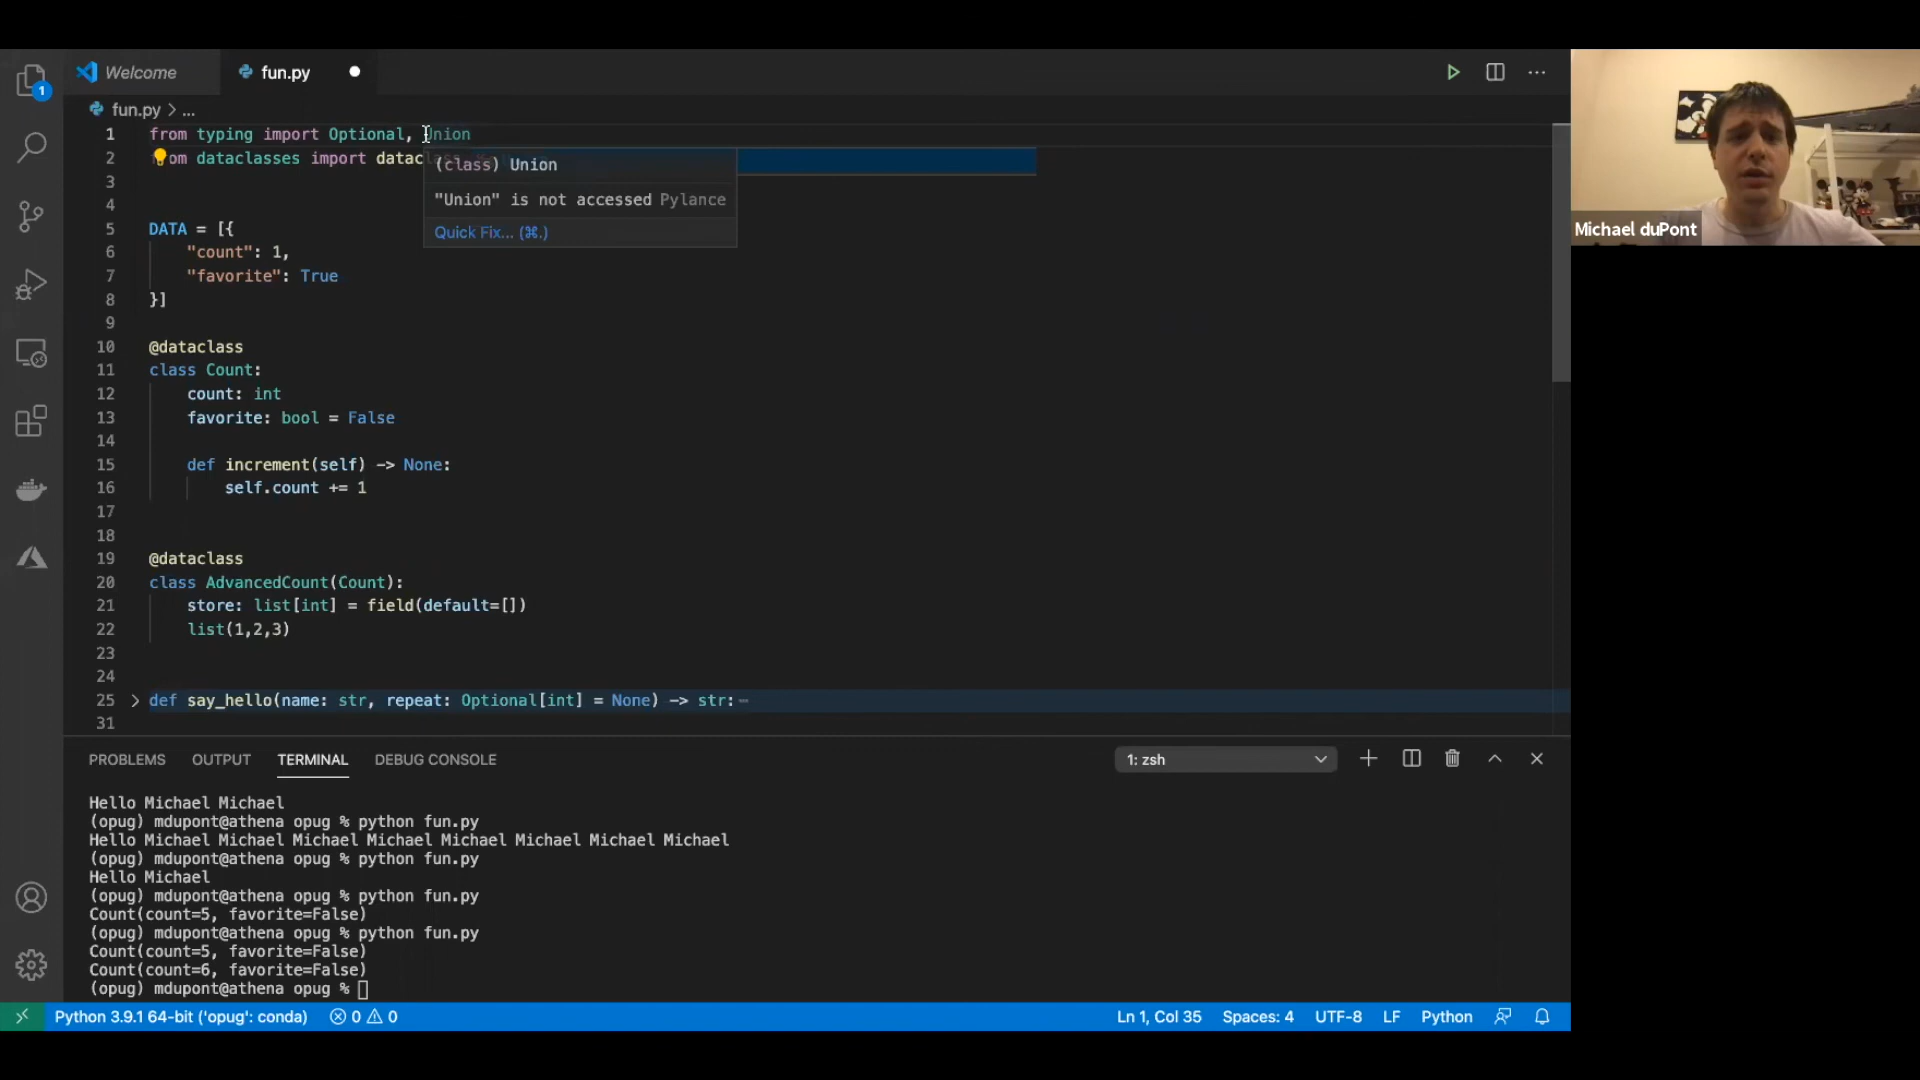 Welcome
fun.py
1
fun.py > ...
1 from typing import Optional, Union
2 from dataclasses import datacl
(class) Union
3
"Union" is not accessed Pylance
4
5 DATA = [{
Quick Fix... (⌘.)
6 "count": 1,
7 "favorite": True
8 }]
9
10 @dataclass
11 class Count:
12 count: int
13 favorite: bool = False
14
15 def increment(self) -> None:
16 self.count += 1
17
18
19 @dataclass
20 class AdvancedCount(Count):
21 store: list[int] = field(default=[])
22 list(1,2,3)
23
24
25 def say_hello(name: str, repeat: Optional[int] = None) -> str:
31
Michael duPont
PROBLEMS OUTPUT TERMINAL DEBUG CONSOLE 1: zsh
Hello Michael Michael
(opug) mdupont@athena opug % python fun.py
Hello Michael Michael Michael Michael Michael Michael Michael Michael
(opug) mdupont@athena opug % python fun.py
Hello Michael
(opug) mdupont@athena opug % python fun.py
Count(count=5, favorite=False)
(opug) mdupont@athena opug % python fun.py
Count(count=5, favorite=False)
Count(count=6, favorite=False)
(opug) mdupont@athena opug %
Python 3.9.1 64-bit ('opug': conda) 0 0 Ln 1, Col 35 Spaces: 4 UTF-8 LF Python